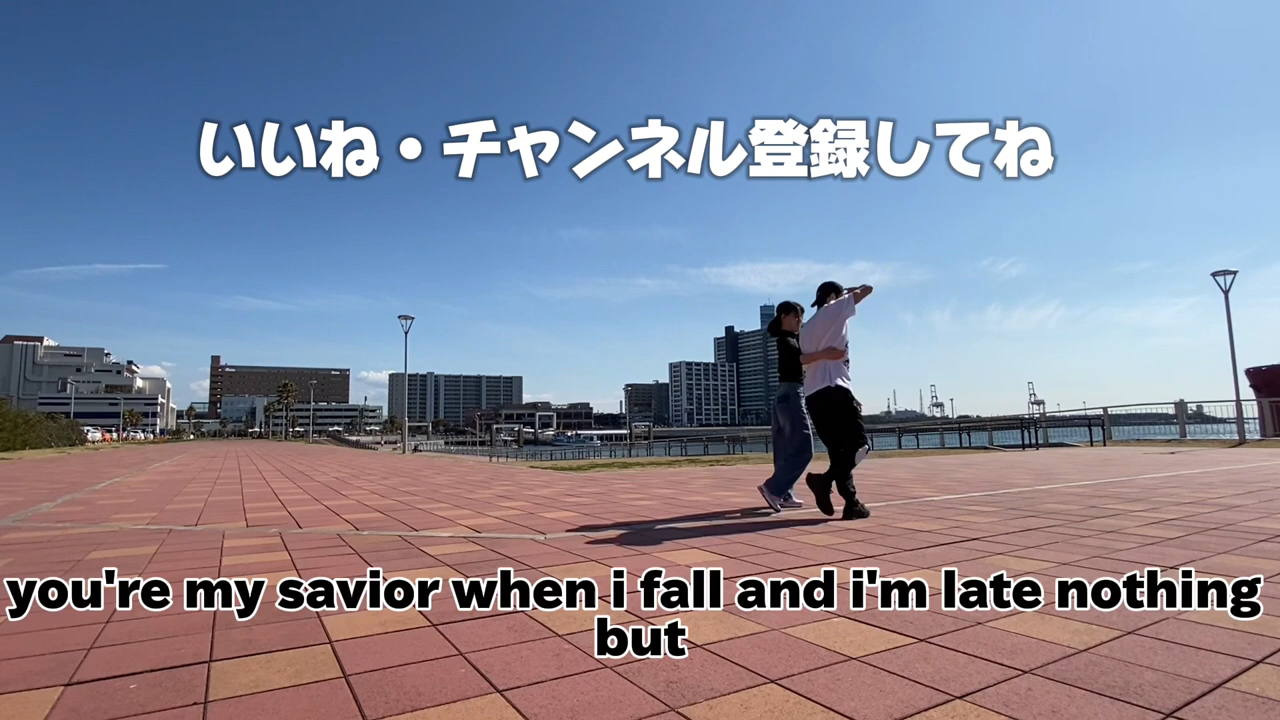 いいね・チャンネル登録してね
you're my savior when i fall and i'm late nothing
but